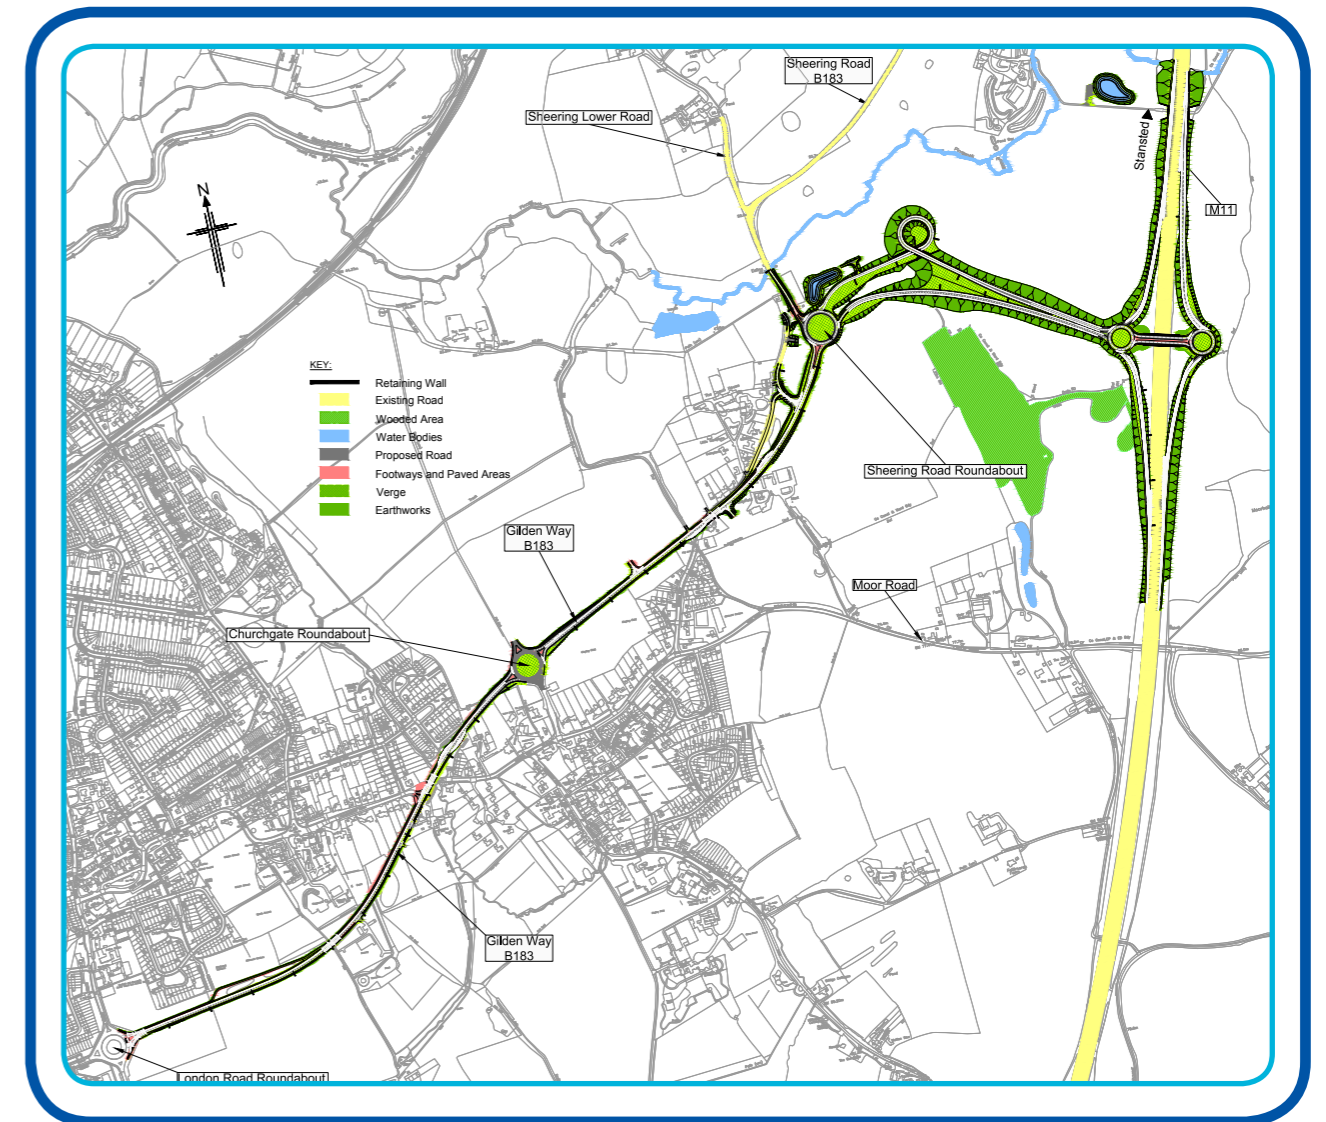 Sheering Road
B183
Sheering Lower Road
Stansted
N
M11
KEY:
Retaining Wall
Existing Road
Wooded Area
Water Bodies
Proposed Road
Footways and Paved Areas
Verge
Earthworks
Sheering Road Roundabout
Gilden Way
B183
Moor Road
Churchgate Roundabout
Gilden Way
B183
London Road Roundabout